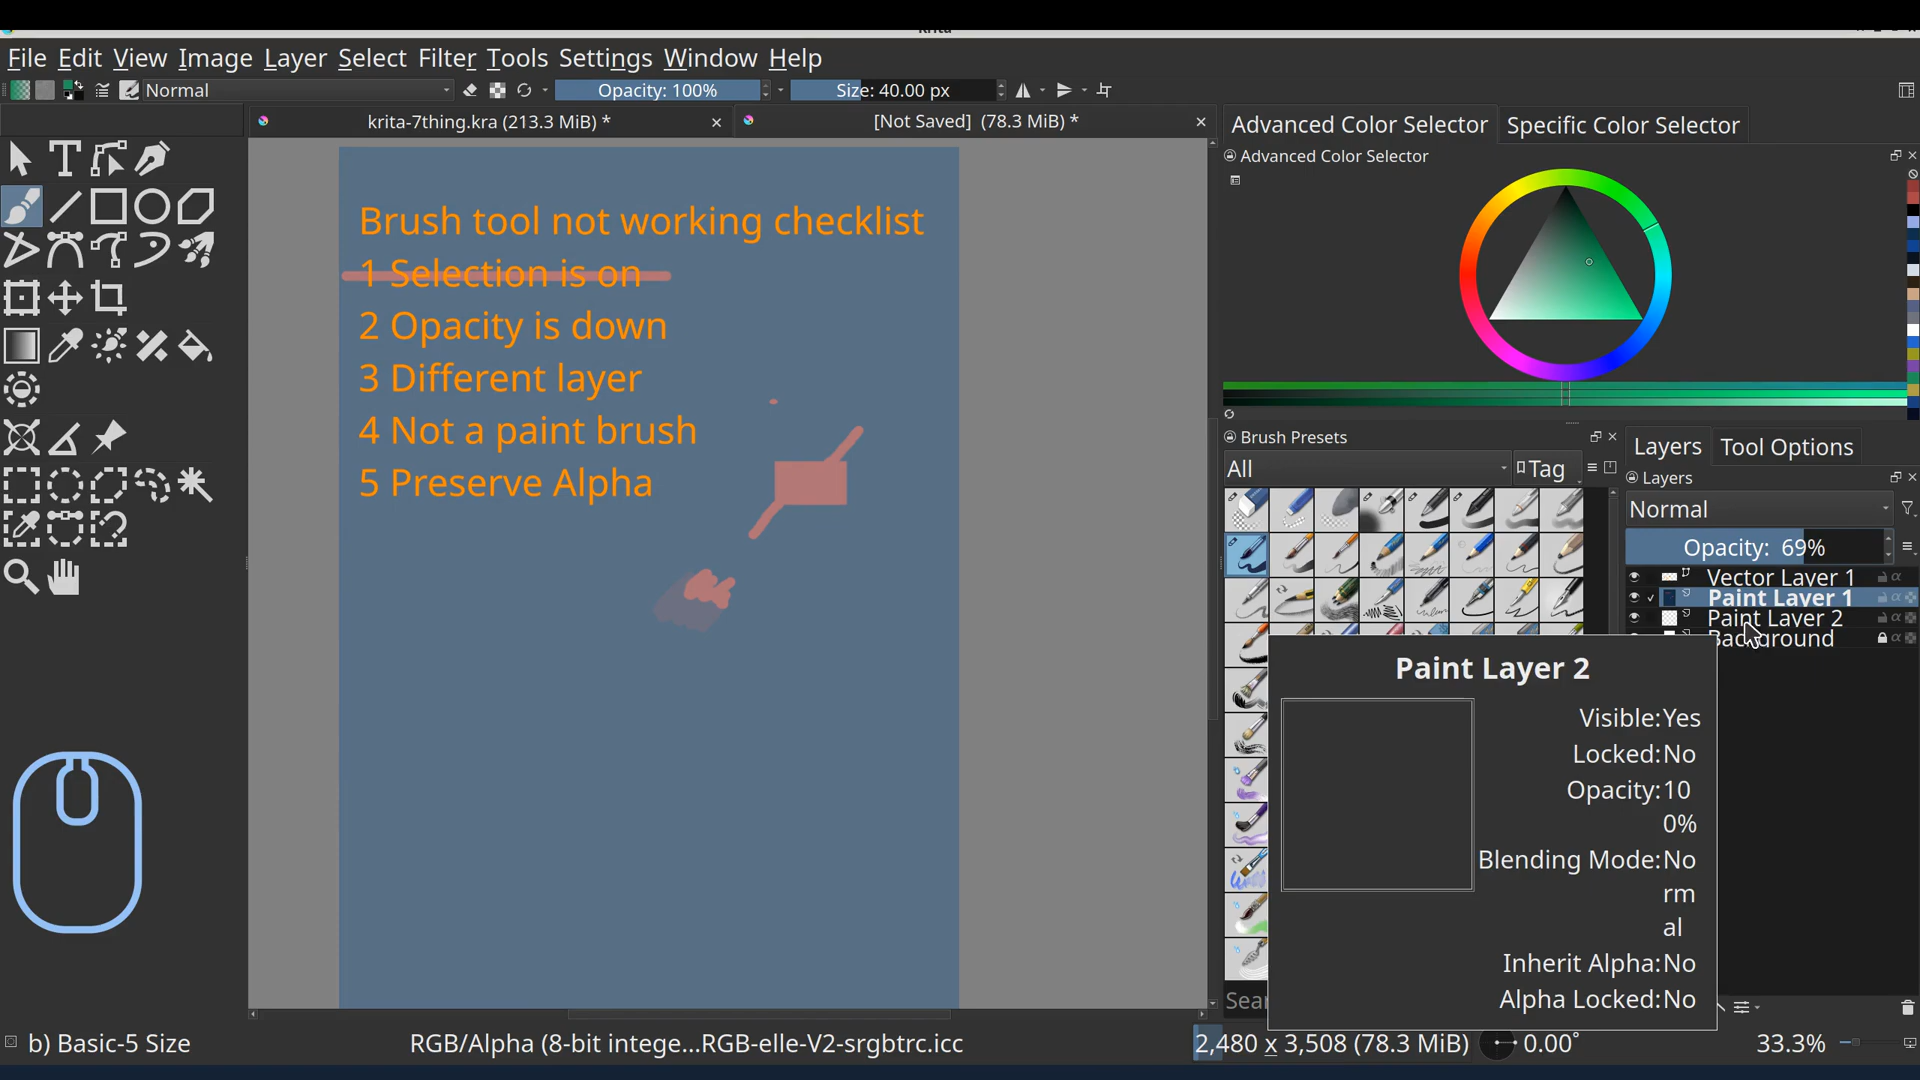 krita
File Edit View Image Layer Select Filter Tools Settings Window Help
Normal
Opacity: 100%
Size: 40.00 px
krita-7thing.kra (213.3 MiB) *
[Not Saved] (78.3 MiB) *
Advanced Color Selector
Specific Color Selector
Advanced Color Selector
Brush tool not working checklist
1 Selection is on
2 Opacity is down
3 Different layer
4 Not a paint brush
5 Preserve Alpha
Brush Presets
All
Tag
Layers
Tool Options
Layers
Normal
Opacity: 69%
Vector Layer 1
Paint Layer 1
Paint Layer 2
Background
Paint Layer 2
Visible:Yes
Locked:No
Opacity:10
0%
Blending Mode:No
rm
al
Inherit Alpha:No
Alpha Locked:No
Sear
b) Basic-5 Size
RGB/Alpha (8-bit intege...RGB-elle-V2-srgbtrc.icc
2,480 x 3,508 (78.3 MiB)
0.00°
33.3%